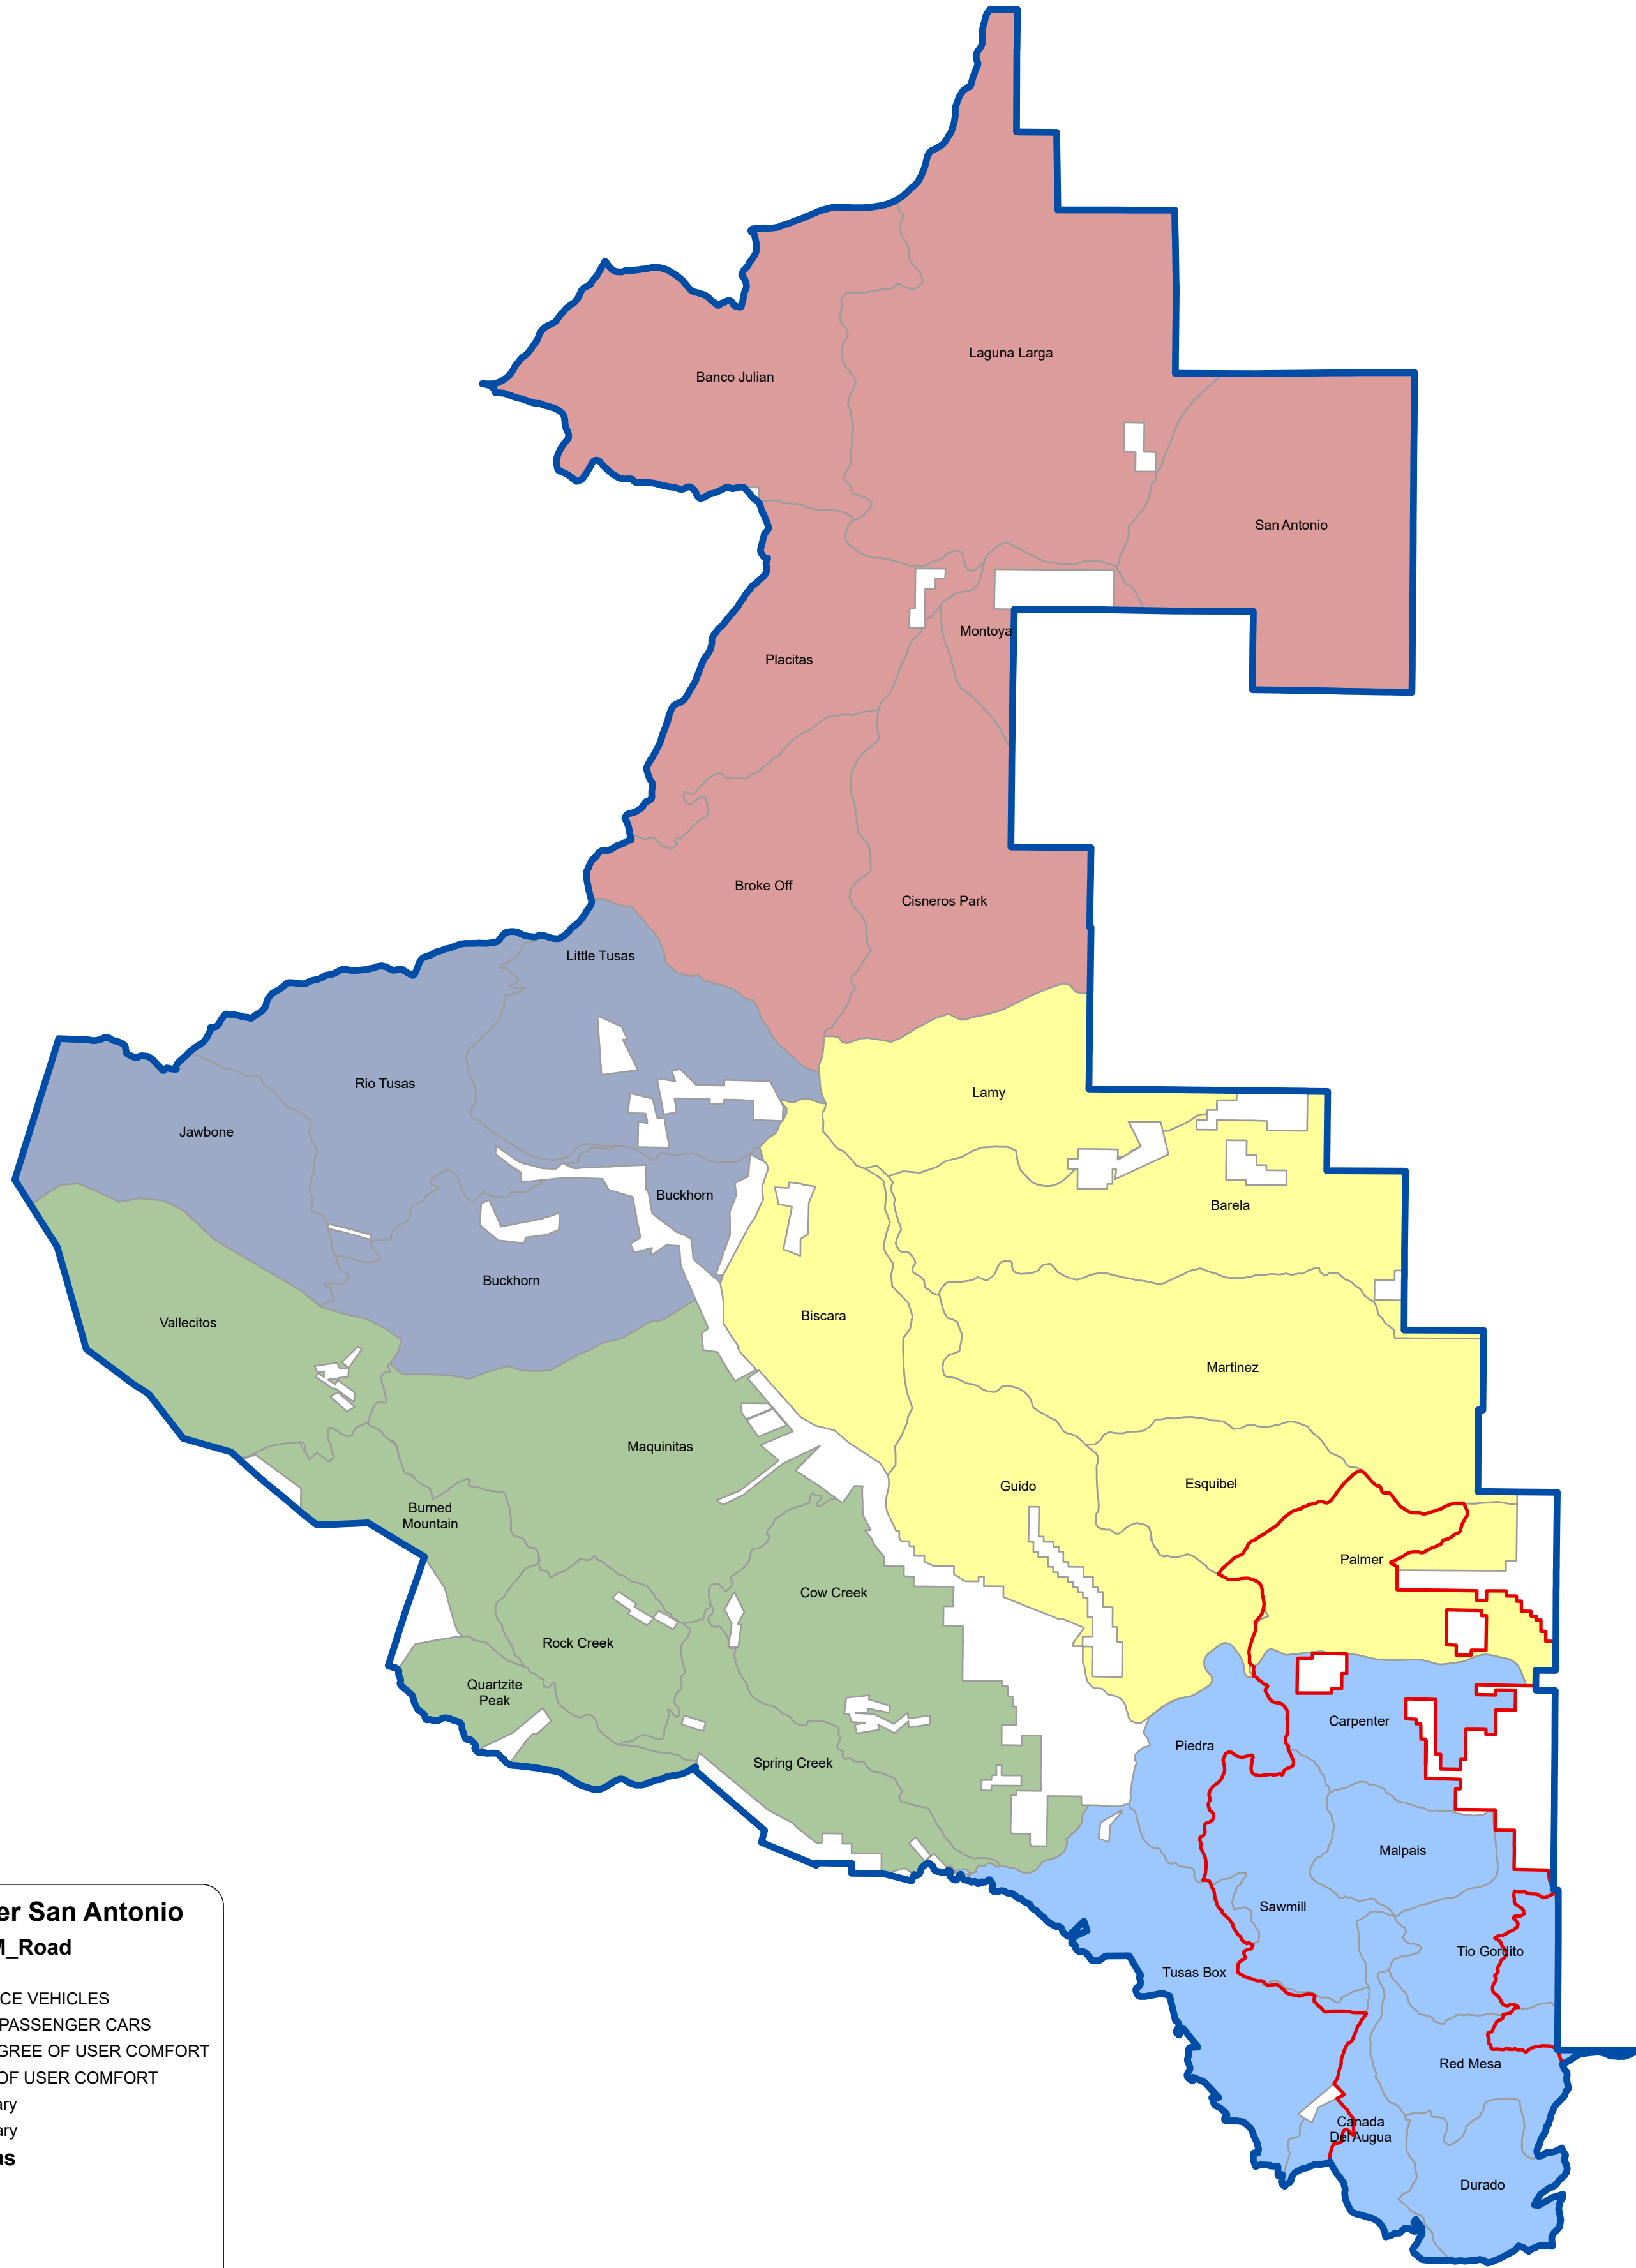 Laguna Larga
Banco Julian
San Antonio
Montoya
Placitas
Broke Off
Cisneros Park
Little Tusas
Rio Tusas
Lamy
Jawbone
Buckhorn
Barela
Buckhorn
Biscara
Vallecitos
Martinez
Maquinitas
Esquibel
Guido
Burned
Mountain
Palmer
Cow Creek
Rock Creek
Quartzite
Peak
Carpenter
Piedra
Spring Creek
Malpais
Sawmill
Tio Gordito
Tusas Box
Red Mesa
Canada
Del Augua
Durado
er San Antonio
M_Road
CE VEHICLES
PASSENGER CARS
GREE OF USER COMFORT
OF USER COMFORT
ary
ary
as